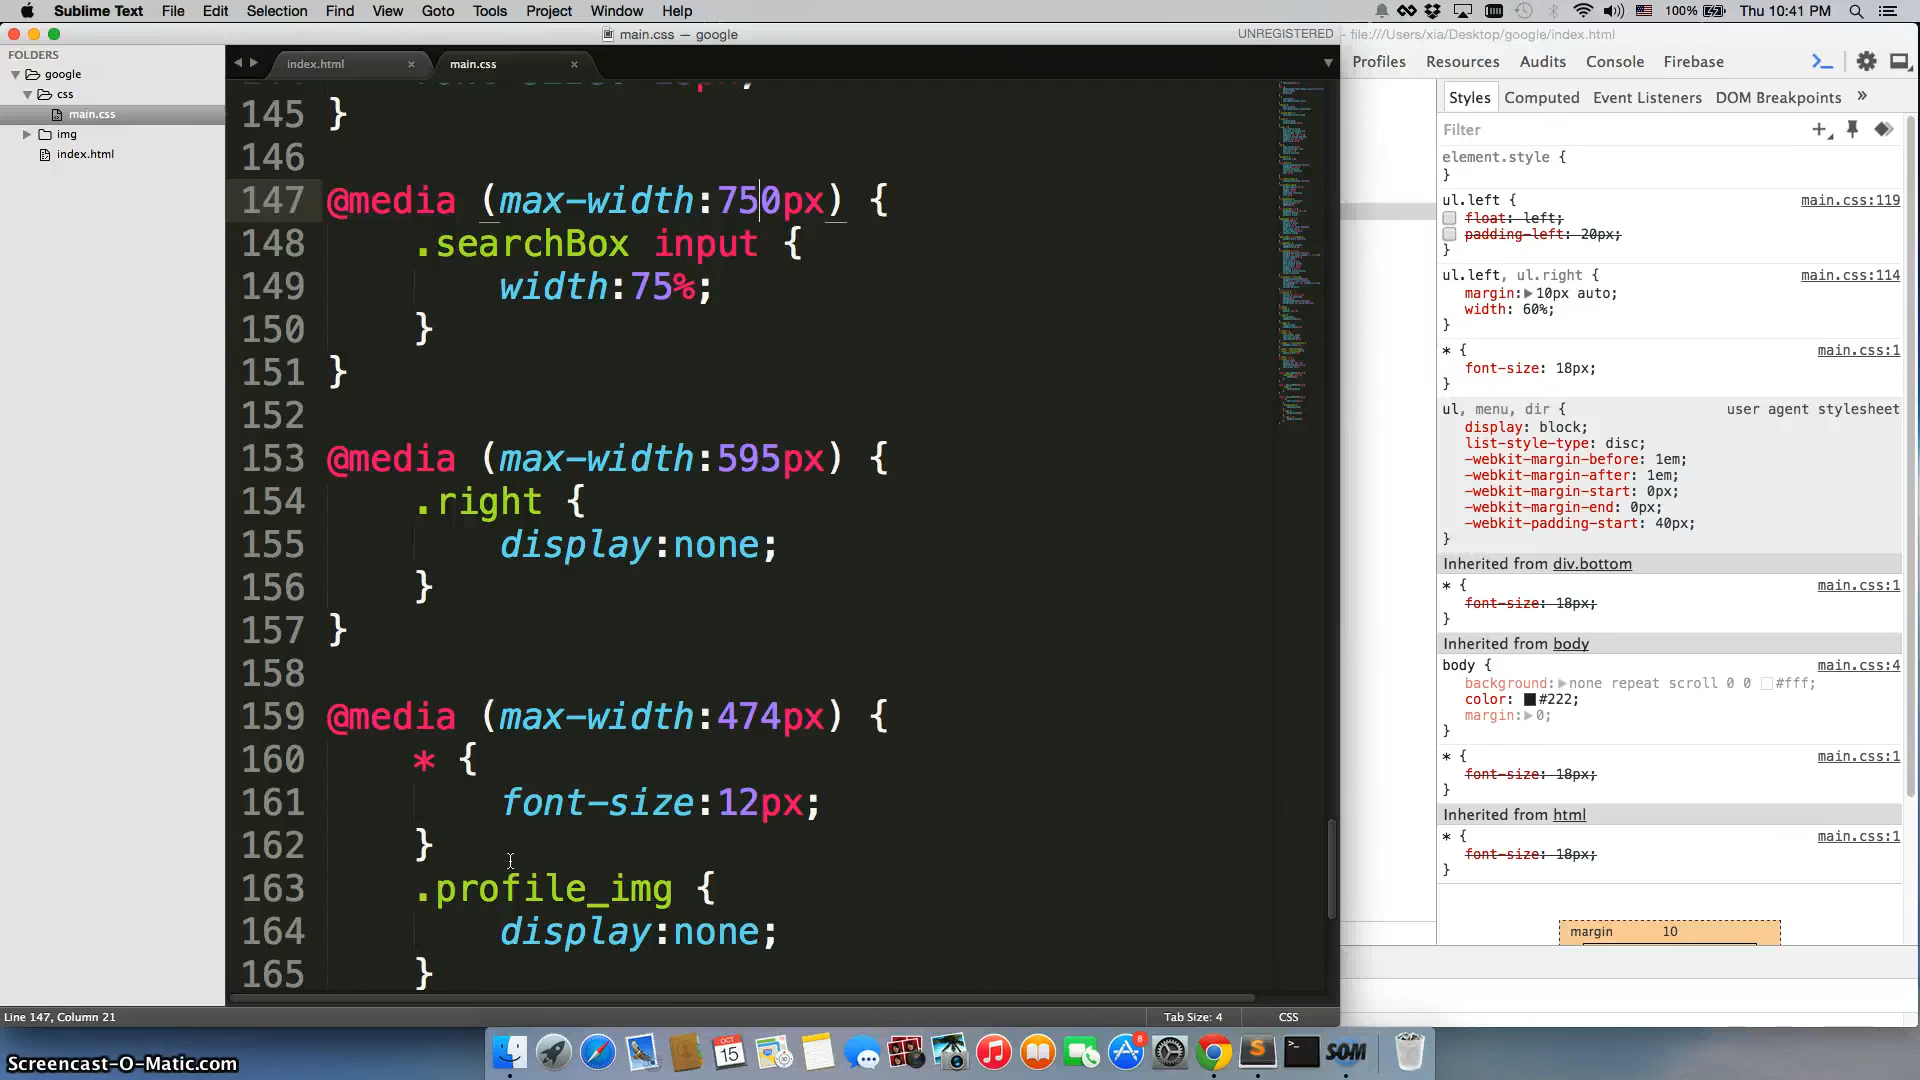 Sublime Text File Edit Selection Find View Goto Tools Project Window Help 100% Thu 10:41 PM
main.css — google UNREGISTERED - file:///Users/xia/Desktop/google/index.html
FOLDERS
google
css
main.css
img
index.html
index.html × main.css ×
145 }
146
147 @media (max-width:750px) {
148 .searchBox input {
149 width:75%;
150 }
151 }
152
153 @media (max-width:595px) {
154 .right {
155 display:none;
156 }
157 }
158
159 @media (max-width:474px) {
160 * {
161 font-size:12px;
162 }
163 .profile_img {
164 display:none;
165 }
Line 147, Column 21 Tab Size: 4 CSS
Profiles Resources Audits Console Firebase
Styles Computed Event Listeners DOM Breakpoints »
Filter
element.style {
}
ul.left { main.css:119
float: left;
padding-left: 20px;
}
ul.left, ul.right { main.css:114
margin: 10px auto;
width: 60%;
}
* { main.css:1
font-size: 18px;
}
ul, menu, dir { user agent stylesheet
display: block;
list-style-type: disc;
-webkit-margin-before: 1em;
-webkit-margin-after: 1em;
-webkit-margin-start: 0px;
-webkit-margin-end: 0px;
-webkit-padding-start: 40px;
}
Inherited from div.bottom
* { main.css:1
font-size: 18px;
}
Inherited from body
body { main.css:4
background: none repeat scroll 0 0 #fff;
color: #222;
margin: 0;
}
* { main.css:1
font-size: 18px;
}
Inherited from html
* { main.css:1
font-size: 18px;
}
margin 10
OCT
15
8
SOM
Screencast-O-Matic.com